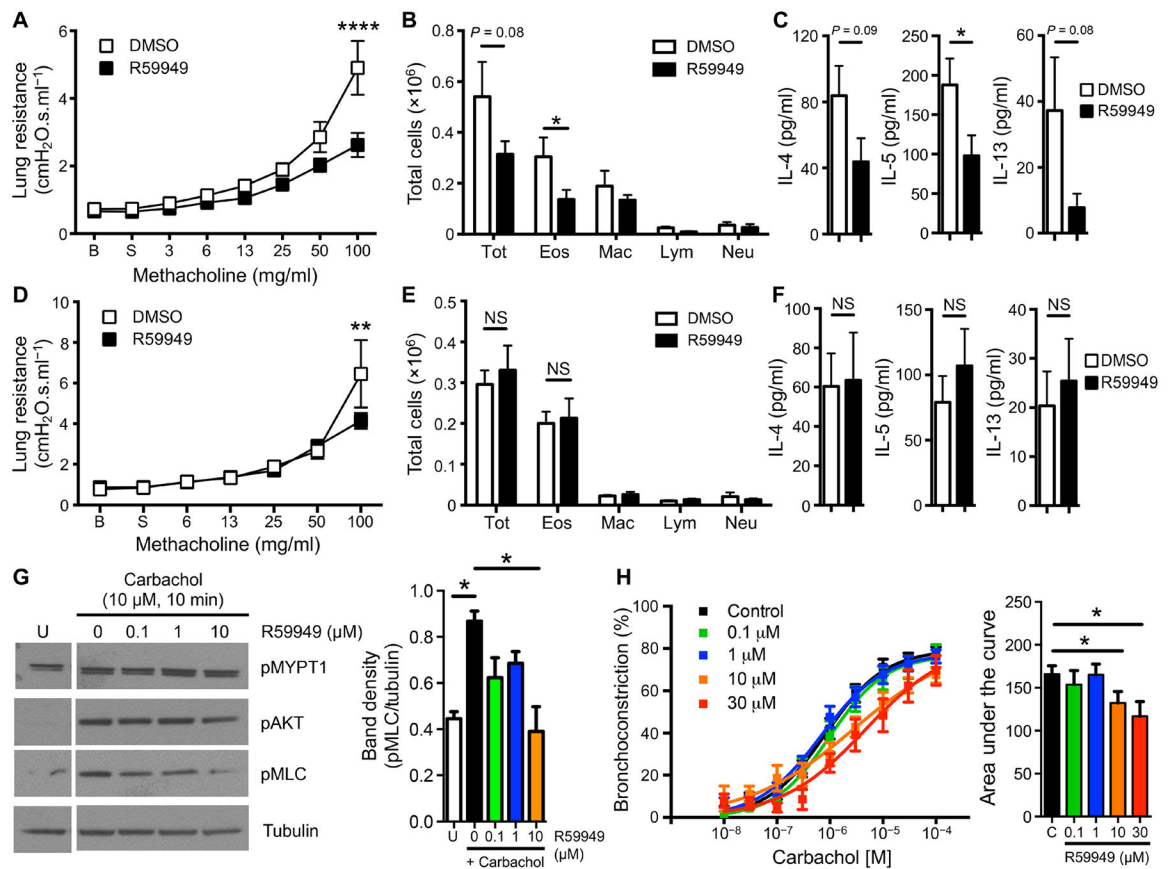 A
Lung resistance
(cmH₂O.s.ml⁻¹)
6
4
2
0
DMSO
R59949
****
B S 3 6 13 25 50 100
Methacholine (mg/ml)
B
Total cells (×10⁶)
0.8
0.6
0.4
0.2
0
P = 0.08
*
DMSO
R59949
Tot Eos Mac Lym Neu
C
IL-4 (pg/ml)
120
80
40
0
P = 0.09
IL-5 (pg/ml)
250
200
150
100
50
0
*
IL-13 (pg/ml)
60
40
20
0
P = 0.08
DMSO
R59949
D
Lung resistance
(cmH₂O.s.ml⁻¹)
10
8
6
4
2
0
DMSO
R59949
**
B S 6 13 25 50 100
Methacholine (mg/ml)
E
Total cells (×10⁶)
0.5
0.4
0.3
0.2
0.1
0
NS
NS
DMSO
R59949
Tot Eos Mac Lym Neu
F
IL-4 (pg/ml)
100
80
60
40
20
0
NS
IL-5 (pg/ml)
150
100
50
0
NS
IL-13 (pg/ml)
40
30
20
10
0
NS
DMSO
R59949
G
Carbachol
(10 µM, 10 min)
U 0 0.1 1 10 R59949 (µM)
pMYPT1
pAKT
pMLC
Tubulin
Band density
(pMLC/tubulin)
1.0
0.8
0.6
0.4
0.2
0.0
*
*
U 0 0.1 1 10 R59949
(µM)
+ Carbachol
H
Bronchoconstriction (%)
100
80
60
40
20
0
Control
0.1 µM
1 µM
10 µM
30 µM
10⁻⁸ 10⁻⁷ 10⁻⁶ 10⁻⁵ 10⁻⁴
Carbachol [M]
Area under the curve
250
200
150
100
50
0
*
*
C 0.1 1 10 30
R59949 (µM)